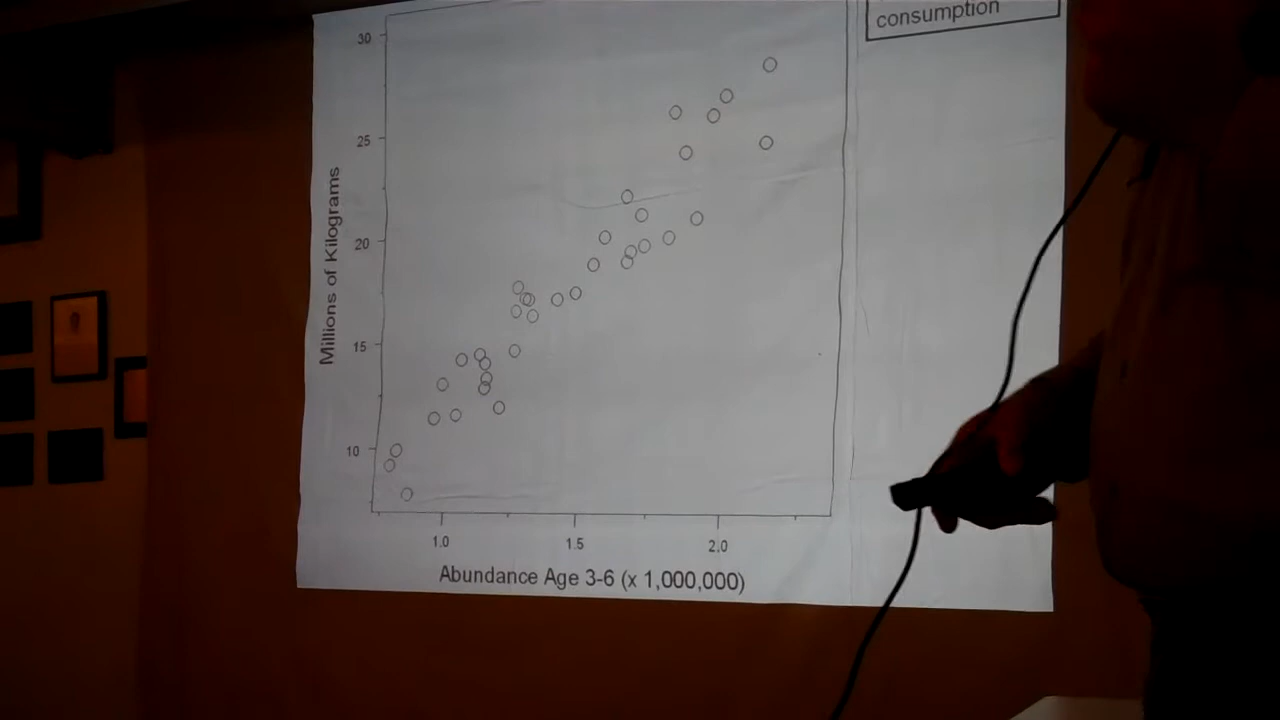 consumption
30
25
20
15
10
Millions of Kilograms
1.0 1.5 2.0
Abundance Age 3-6 (x 1,000,000)